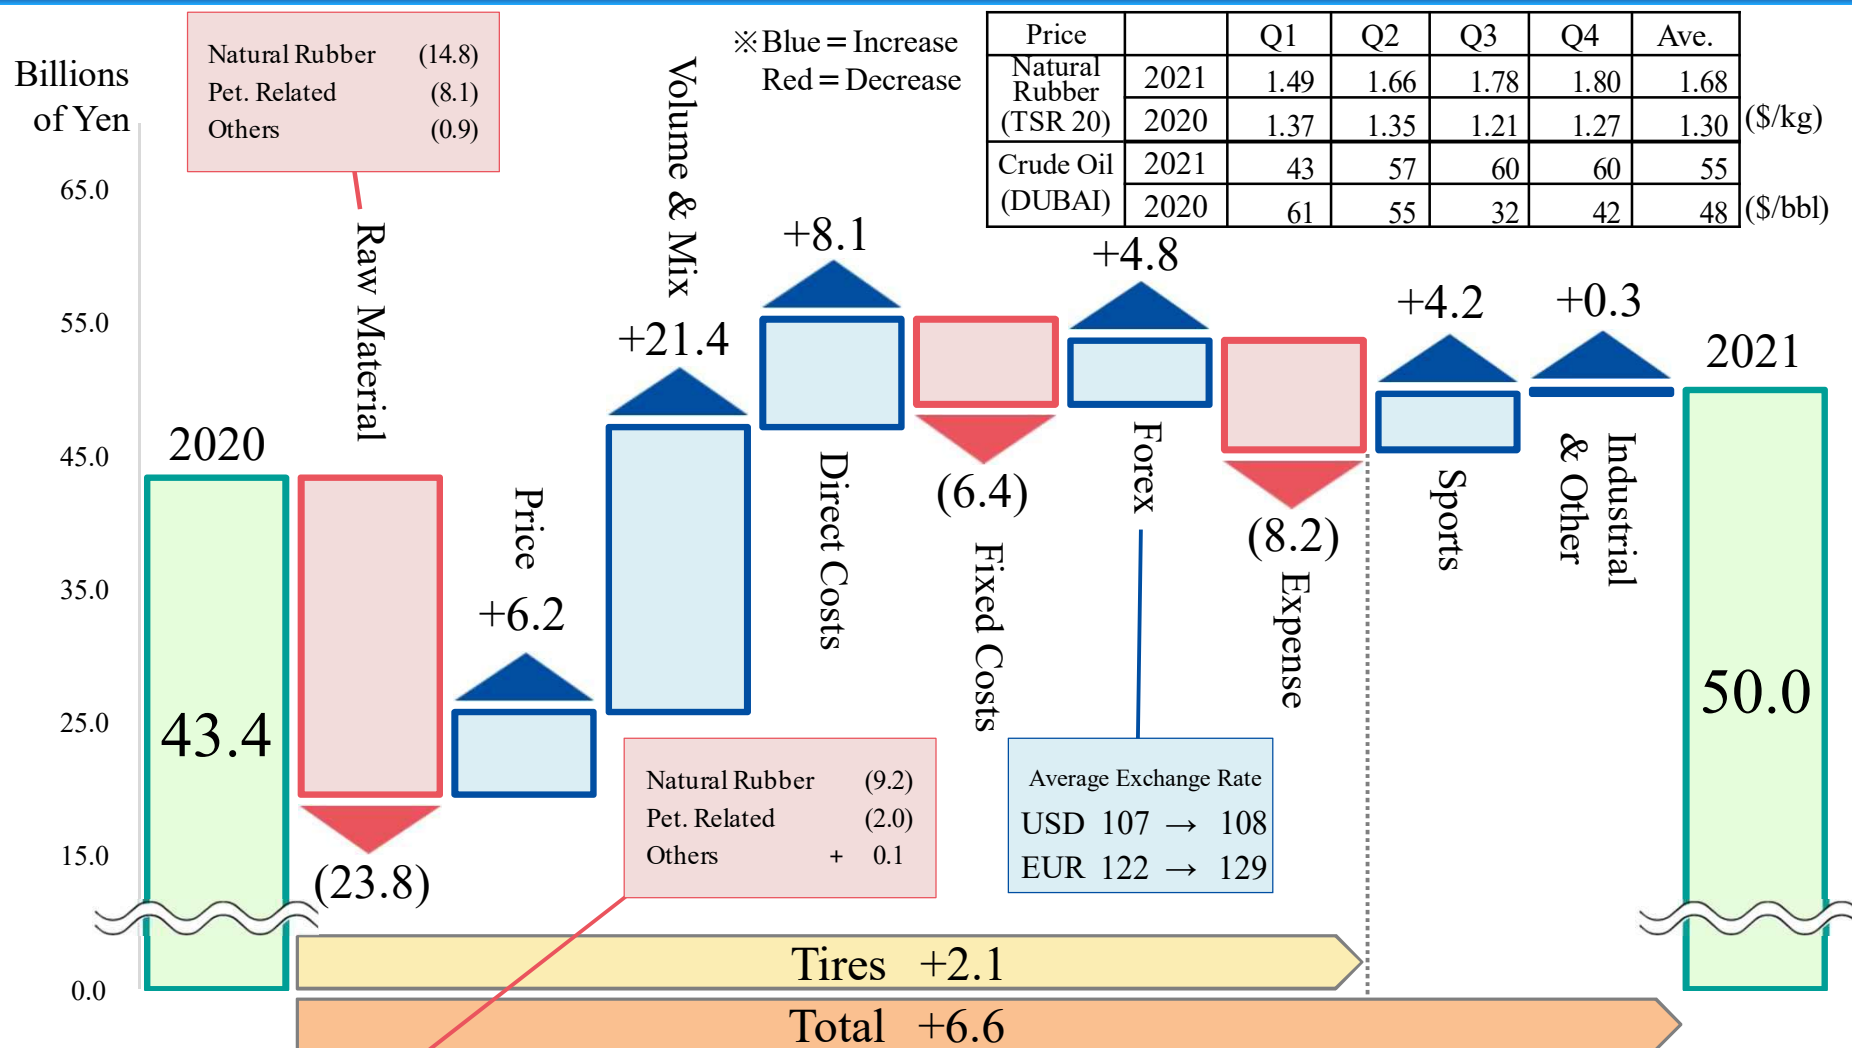 Billions
of Yen
65.0
55.0
45.0
35.0
25.0
15.0
0.0
Natural Rubber (14.8)
Pet. Related (8.1)
Others (0.9)
※Blue＝Increase
Red＝Decrease
Price Q1 Q2 Q3 Q4 Ave.
Natural Rubber (TSR 20) 2021 1.49 1.66 1.78 1.80 1.68
2020 1.37 1.35 1.21 1.27 1.30 ($/kg)
Crude Oil (DUBAI) 2021 43 57 60 60 55
2020 61 55 32 42 48 ($/bbl)
2020
43.4
Raw Material
(23.8)
Price
+6.2
Volume & Mix
+21.4
+8.1
Direct Costs
(6.4)
Fixed Costs
+4.8
Forex
(8.2)
Expense
+4.2
Sports
+0.3
Industrial
& Other
2021
50.0
Natural Rubber (9.2)
Pet. Related (2.0)
Others + 0.1
Average Exchange Rate
USD 107 → 108
EUR 122 → 129
Tires +2.1
Total +6.6